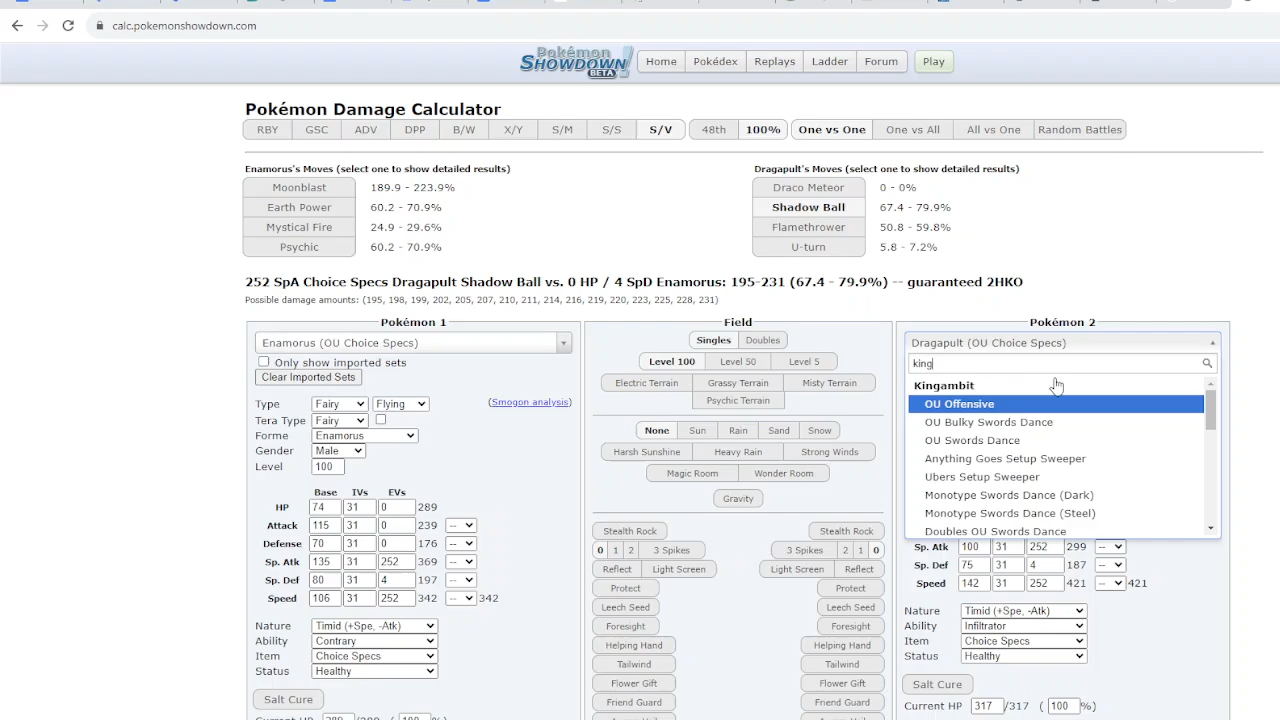 calc.pokemonshowdown.com
Pokémon SHOWDOWN! BETA Home Pokédex Replays Ladder Forum Play
Pokémon Damage Calculator
RBY GSC ADV DPP B/W X/Y S/M S/S S/V 48th 100% One vs One One vs All All vs One Random Battles
Enamorus's Moves (select one to show detailed results)
Moonblast 189.9 - 223.9%
Earth Power 60.2 - 70.9%
Mystical Fire 24.9 - 29.6%
Psychic 60.2 - 70.9%
Dragapult's Moves (select one to show detailed results)
Draco Meteor 0 - 0%
Shadow Ball 67.4 - 79.9%
Flamethrower 50.8 - 59.8%
U-turn 5.8 - 7.2%
252 SpA Choice Specs Dragapult Shadow Ball vs. 0 HP / 4 SpD Enamorus: 195-231 (67.4 - 79.9%) -- guaranteed 2HKO
Possible damage amounts: (195, 198, 199, 202, 205, 207, 210, 211, 214, 216, 219, 220, 223, 225, 228, 231)
Pokémon 1
Enamorus (OU Choice Specs)
Only show imported sets
Clear Imported Sets
Type Fairy Flying (Smogon analysis)
Tera Type Fairy
Forme Enamorus
Gender Male
Level 100
Base IVs EVs
HP 74 31 0 289
Attack 115 31 0 239 --
Defense 70 31 0 176 --
Sp. Atk 135 31 252 369 --
Sp. Def 80 31 4 197 --
Speed 106 31 252 342 -- 342
Nature Timid (+Spe, -Atk)
Ability Contrary
Item Choice Specs
Status Healthy
Salt Cure
Field
Singles Doubles
Level 100 Level 50 Level 5
Electric Terrain Grassy Terrain Misty Terrain
Psychic Terrain
None Sun Rain Sand Snow
Harsh Sunshine Heavy Rain Strong Winds
Magic Room Wonder Room
Gravity
Stealth Rock Stealth Rock
0 1 2 3 Spikes 3 Spikes 2 1 0
Reflect Light Screen Light Screen Reflect
Protect Protect
Leech Seed Leech Seed
Foresight Foresight
Helping Hand Helping Hand
Tailwind Tailwind
Flower Gift Flower Gift
Friend Guard Friend Guard
Pokémon 2
Dragapult (OU Choice Specs)
king
Kingambit
OU Offensive
OU Bulky Swords Dance
OU Swords Dance
Anything Goes Setup Sweeper
Ubers Setup Sweeper
Monotype Swords Dance (Dark)
Monotype Swords Dance (Steel)
Doubles OU Swords Dance
Sp. Atk 100 31 252 299 --
Sp. Def 75 31 4 187 --
Speed 142 31 252 421 -- 421
Nature Timid (+Spe, -Atk)
Ability Infiltrator
Item Choice Specs
Status Healthy
Salt Cure
Current HP 317 /317 ( 100 %)